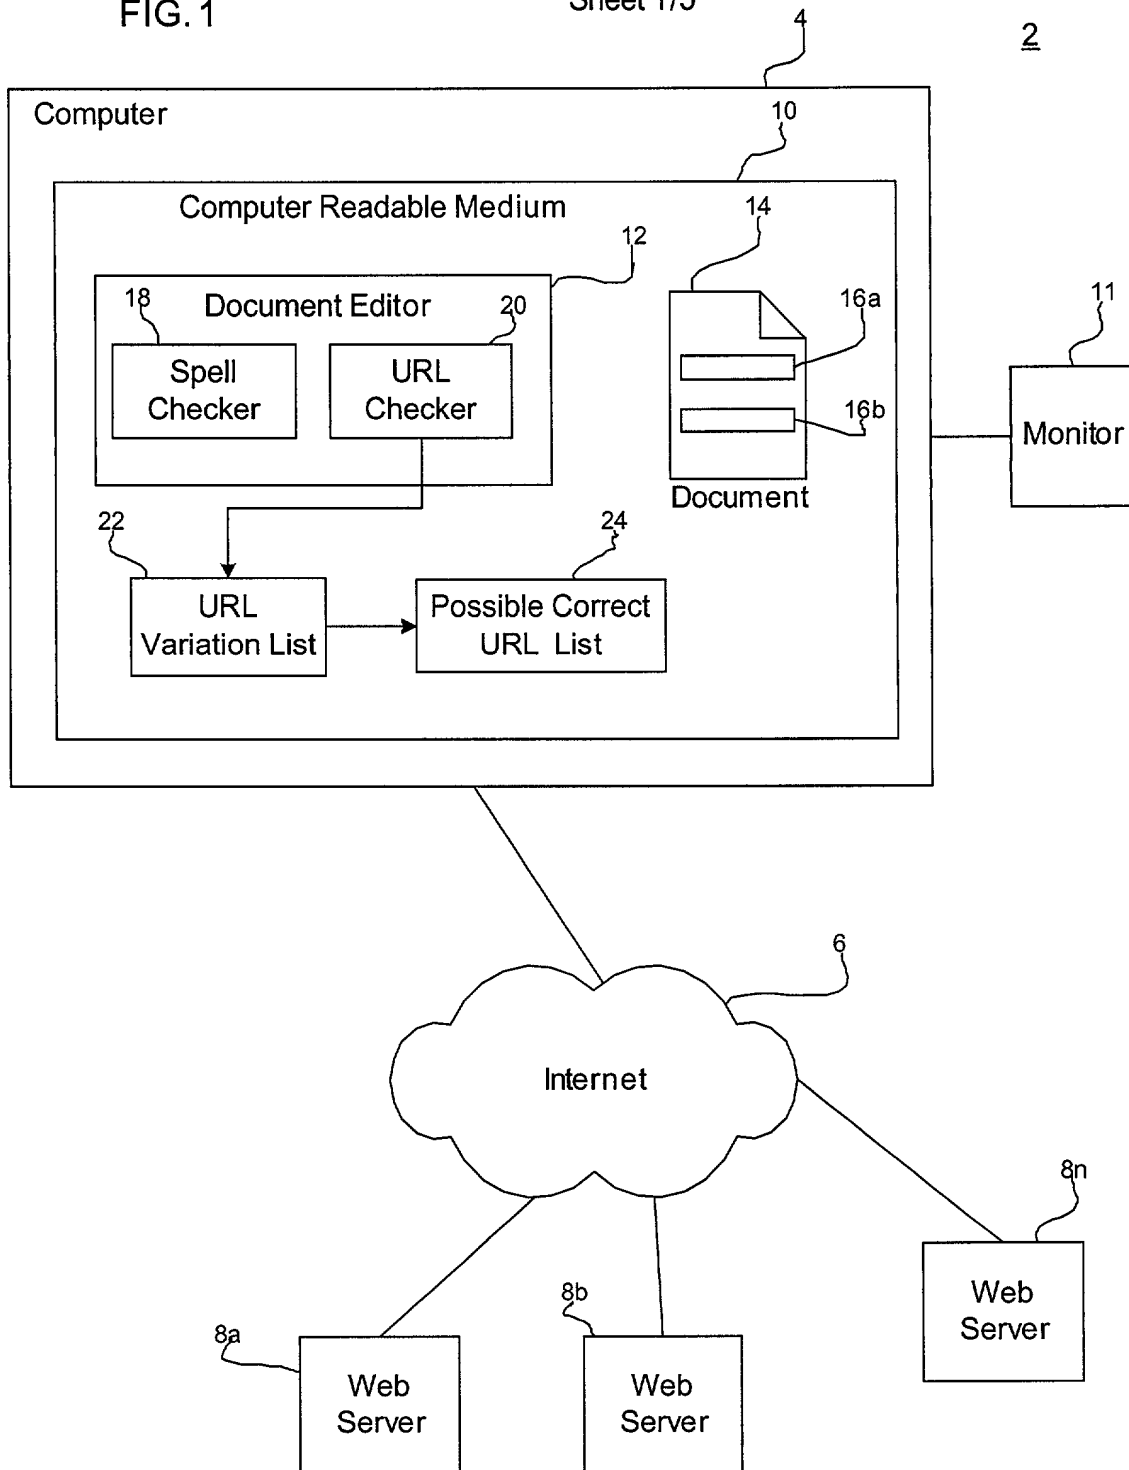 FIG. 1
Sheet 1/5
4
2
Computer
10
Computer Readable Medium
14
12
18
Document Editor
20
16a
11
Spell
Checker
URL
Checker
16b
Monitor
Document
22
24
URL
Variation List
Possible Correct
URL List
6
Internet
8n
Web
Server
8b
8a
Web
Server
Web
Server